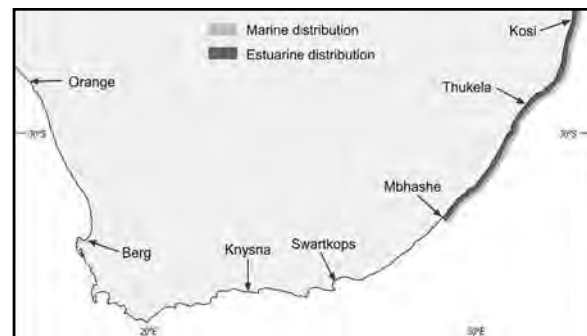 Marine distribution
Estuarine distribution
Kosi
Orange
Thukela
30°S
30°S
Mbhashe
Berg
Knysna
Swartkops
20°E
30°E